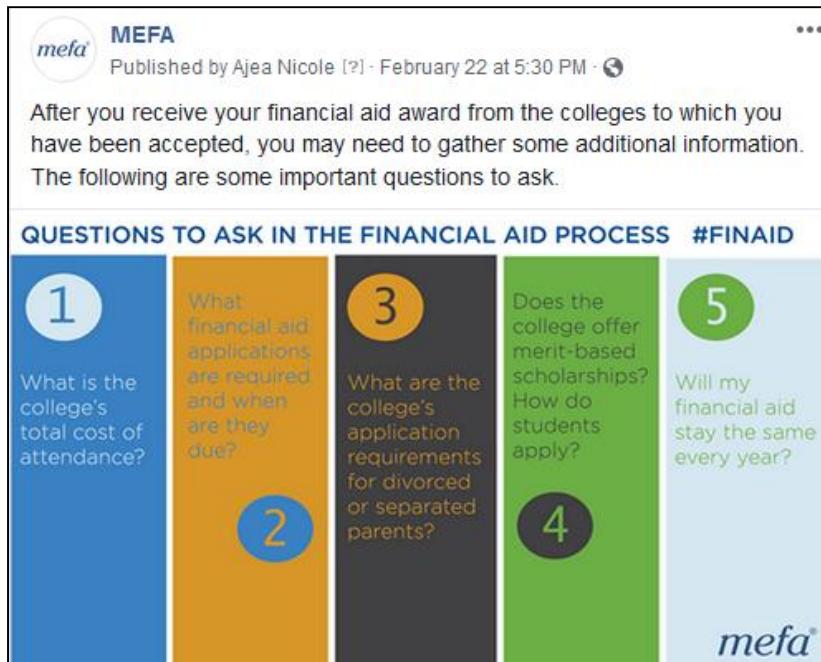 mefa®
MEFA
Published by Ajea Nicole [?] · February 22 at 5:30 PM ·
After you receive your financial aid award from the colleges to which you
have been accepted, you may need to gather some additional information.
The following are some important questions to ask.
QUESTIONS TO ASK IN THE FINANCIAL AID PROCESS #FINAID
1
What is the
college's
total cost of
attendance?
What
financial aid
applications
are required
and when
are they
due?
2
3
What are the
college's
application
requirements
for divorced
or separated
parents?
Does the
college offer
merit-based
scholarships?
How do
students
apply?
4
5
Will my
financial aid
stay the same
every year?
mefa®